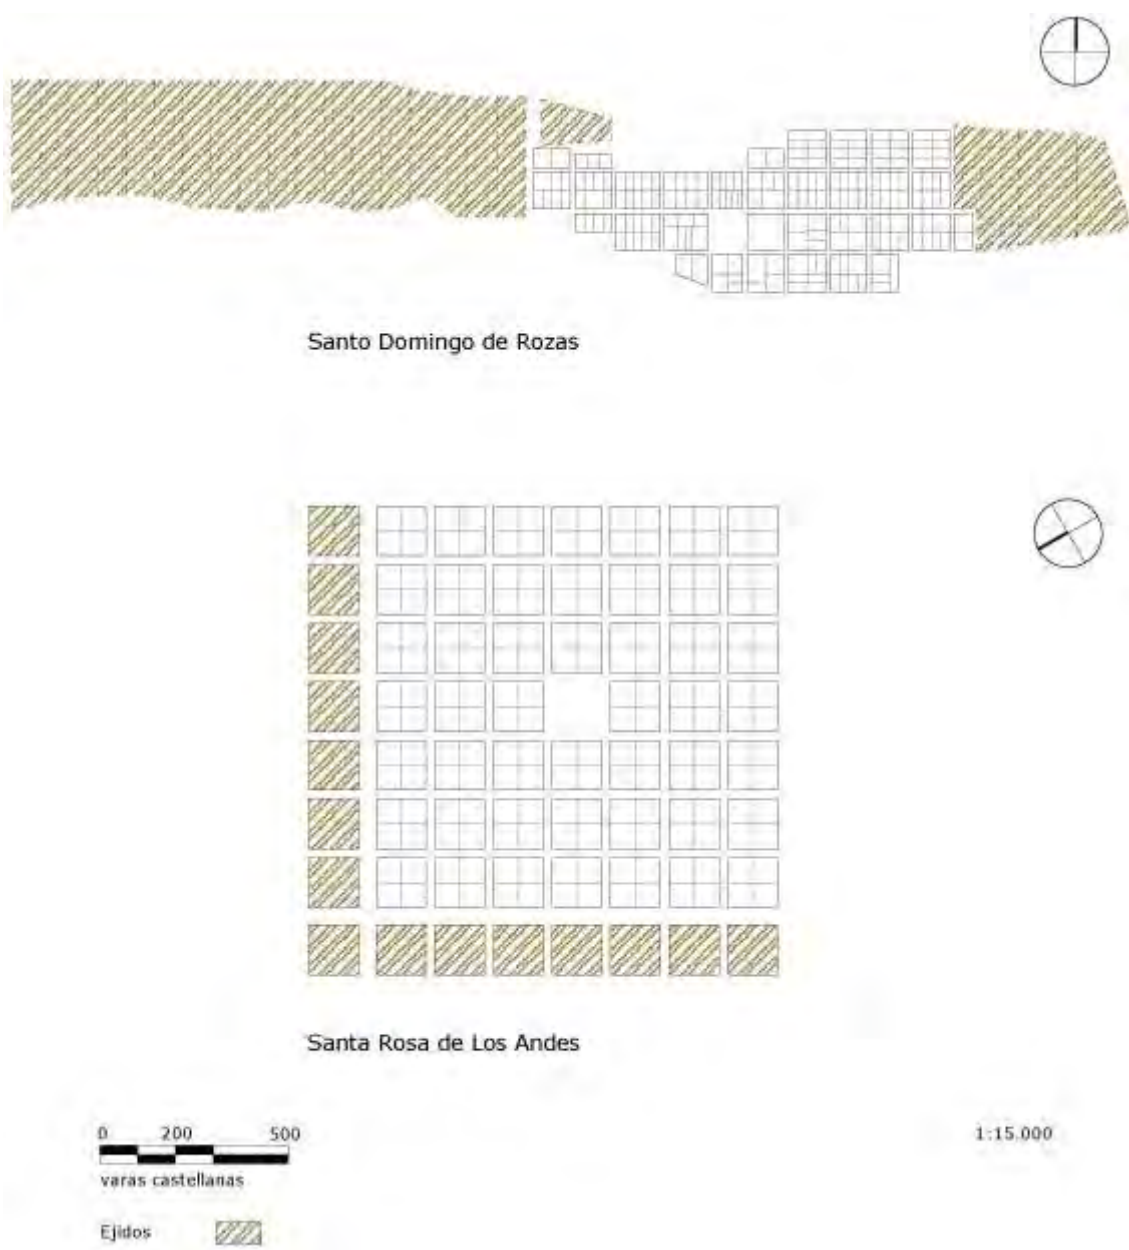 Santo Domingo de Rozas
Santa Rosa de Los Andes
0 200 500
1:15.000
varas castellanas
Ejidos